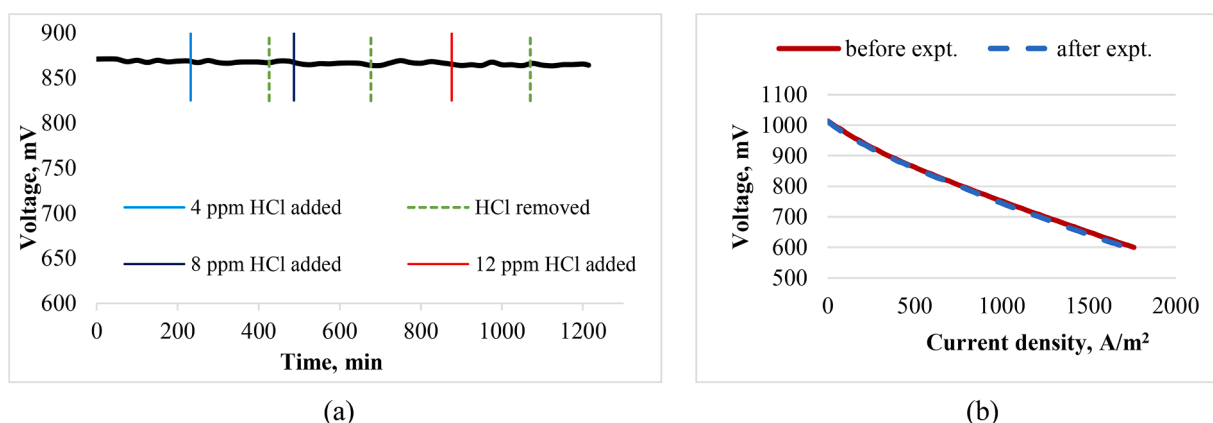 900
850
800
750
700
650
600
Voltage, mV
4 ppm HCl added
HCl removed
8 ppm HCl added
12 ppm HCl added
0
200
400
600
800
1000
1200
Time, min
(a)
before expt.
after expt.
1100
1000
900
800
700
600
500
Voltage, mV
0
500
1000
1500
2000
Current density, A/m²
(b)